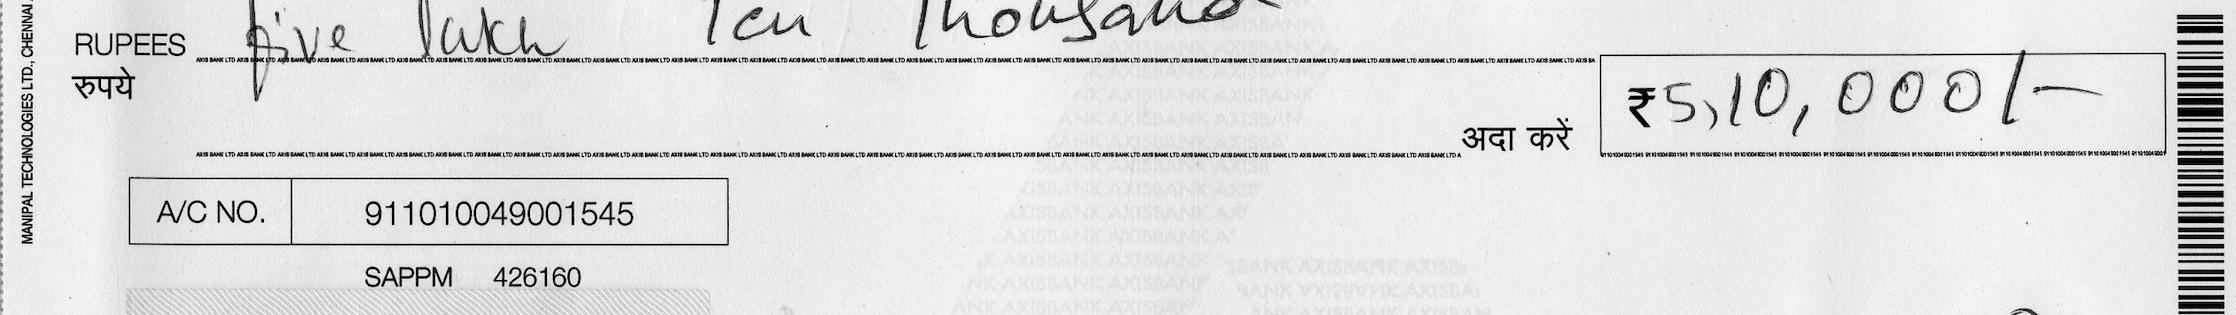 five lakh Ten Thousand
RUPEES
रुपये
₹5,10,000/-
अदा करें
A/C NO. 911010049001545
SAPPM 426160
MANIPAL TECHNOLOGIES LTD., CHENNAI